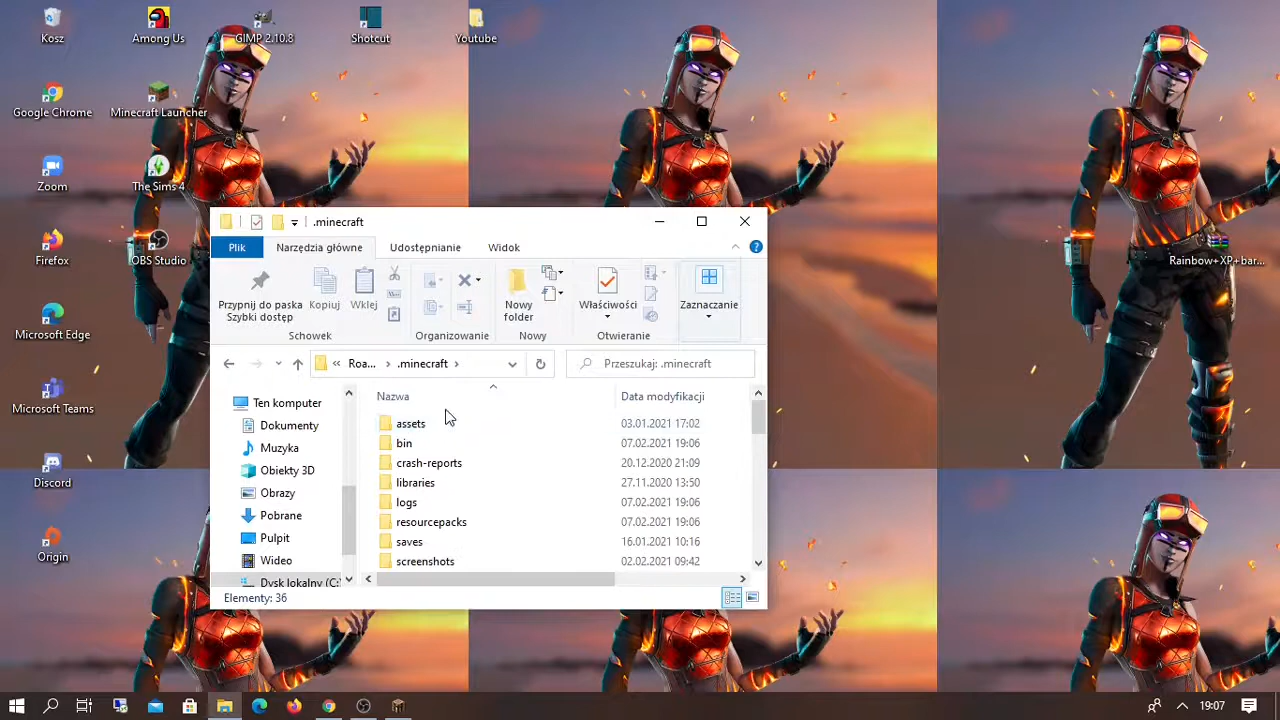 Kosz
Among Us
GIMP 2.10.8
Shotcut
Youtube
Google Chrome
Minecraft Launcher
Zoom
The Sims 4
Firefox
OBS Studio
Rainbow+XP+bar...
Microsoft Edge
Microsoft Teams
Discord
Origin
.minecraft
Plik
Narzędzia główne
Udostępnianie
Widok
Przypnij do paska
Szybki dostęp
Kopiuj
Wklej
Nowy
folder
Właściwości
Zaznaczanie
Schowek
Organizowanie
Nowy
Otwieranie
Roa...
.minecraft
Przeszukaj: .minecraft
Ten komputer
Dokumenty
Muzyka
Obiekty 3D
Obrazy
Pobrane
Pulpit
Wideo
Dysk lokalny (C:
Nazwa
Data modyfikacji
assets 03.01.2021 17:02
bin 07.02.2021 19:06
crash-reports 20.12.2020 21:09
libraries 27.11.2020 13:50
logs 07.02.2021 19:06
resourcepacks 07.02.2021 19:06
saves 16.01.2021 10:16
screenshots 02.02.2021 09:42
Elementy: 36
19:07